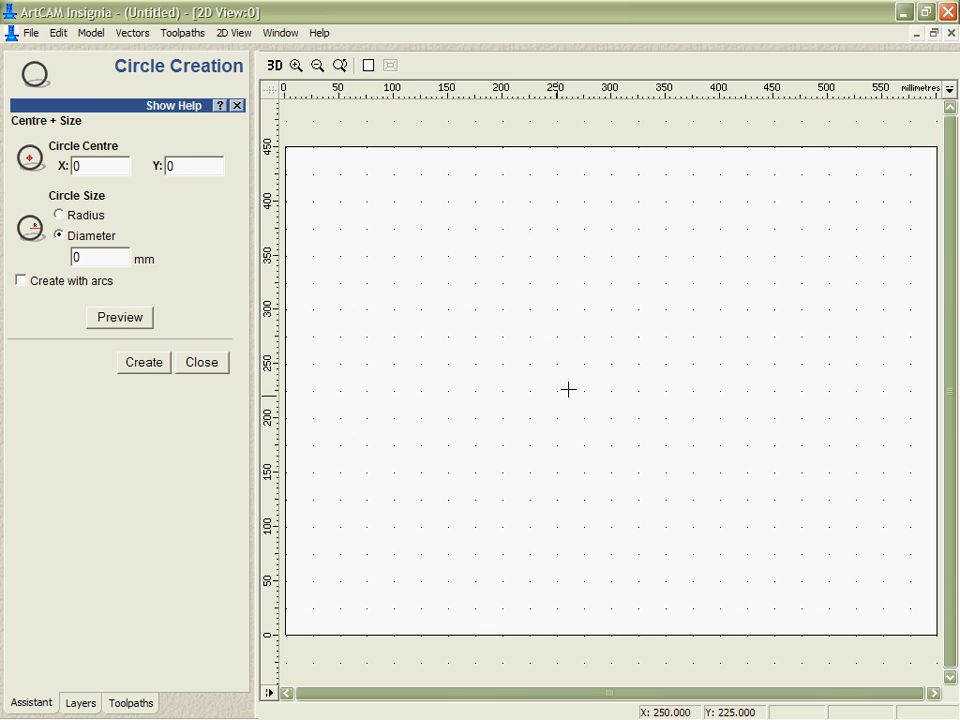 ArtCAM Insignia - (Untitled) - [2D View:0]
File Edit Model Vectors Toolpaths 2D View Window Help
Circle Creation
3D
Show Help ?
0 50 100 150 200 250 300 350 400 450 500 550 millimetres
Centre + Size
Circle Centre
X: 0 Y: 0
Circle Size
Radius
Diameter
0 mm
Create with arcs
Preview
Create Close
450
400
350
300
250
200
150
100
50
0
Assistant Layers Toolpaths
X: 250.000 Y: 225.000